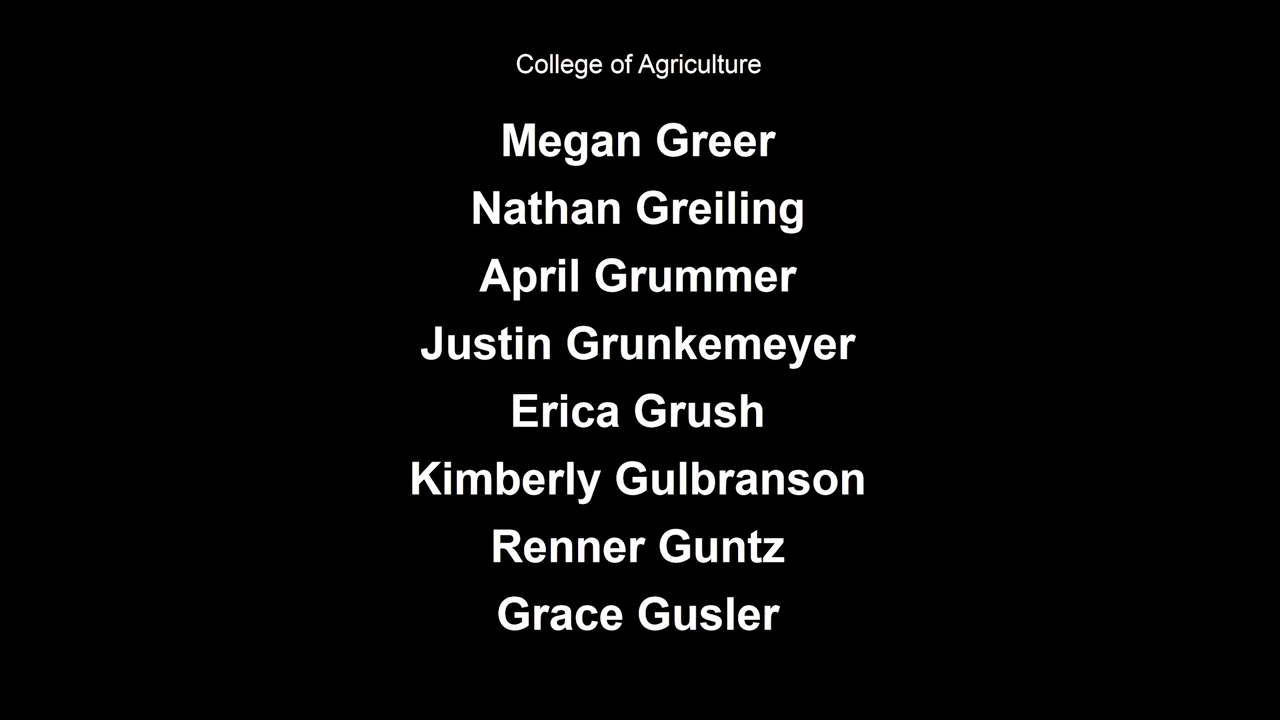 College of Agriculture
Megan Greer
Nathan Greiling
April Grummer
Justin Grunkemeyer
Erica Grush
Kimberly Gulbranson
Renner Guntz
Grace Gusler